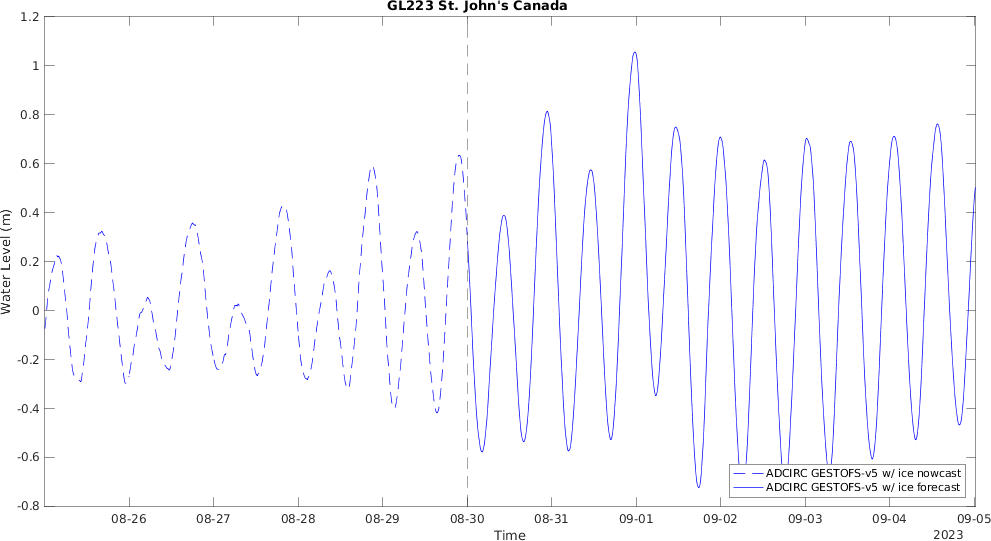 GL223 St. John's Canada
1.2
1
0.8
0.6
0.4
0.2
0
-0.2
-0.4
-0.6
-0.8
Water Level (m)
ADCIRC GESTOFS-v5 w/ ice nowcast
ADCIRC GESTOFS-v5 w/ ice forecast
08-26 08-27 08-28 08-29 08-30 08-31 09-01 09-02 09-03 09-04 09-05
Time
2023